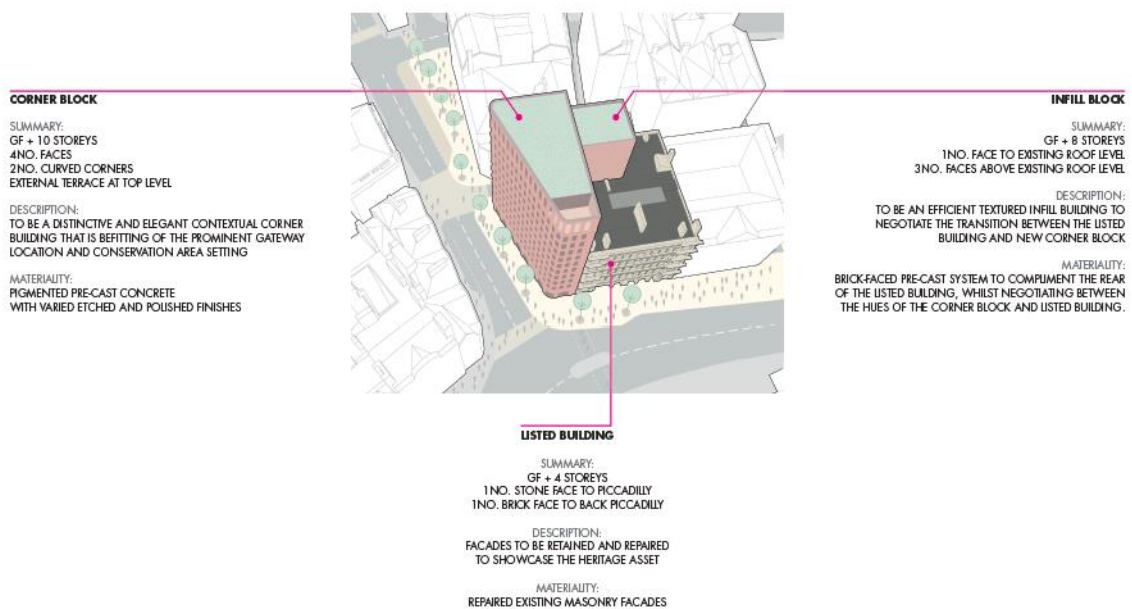 CORNER BLOCK
SUMMARY:
GF + 10 STOREYS
4NO. FACES
2NO. CURVED CORNERS
EXTERNAL TERRACE AT TOP LEVEL
DESCRIPTION:
TO BE A DISTINCTIVE AND ELEGANT CONTEXTUAL CORNER
BUILDING THAT IS BEFITTING OF THE PROMINENT GATEWAY
LOCATION AND CONSERVATION AREA SETTING
MATERIALITY:
PIGMENTED PRE-CAST CONCRETE
WITH VARIED ETCHED AND POLISHED FINISHES
INFILL BLOCK
SUMMARY:
GF + 8 STOREYS
1NO. FACE TO EXISTING ROOF LEVEL
3NO. FACES ABOVE EXISTING ROOF LEVEL
DESCRIPTION:
TO BE AN EFFICIENT TEXTURED INFILL BUILDING TO
NEGOTIATE THE TRANSITION BETWEEN THE LISTED
BUILDING AND NEW CORNER BLOCK
MATERIALITY:
BRICK-FACED PRE-CAST SYSTEM TO COMPLIMENT THE REAR
OF THE LISTED BUILDING, WHILST NEGOTIATING BETWEEN
THE HUES OF THE CORNER BLOCK AND LISTED BUILDING.
LISTED BUILDING
SUMMARY:
GF + 4 STOREYS
1NO. STONE FACE TO PICCADILLY
1NO. BRICK FACE TO BACK PICCADILLY
DESCRIPTION:
FACADES TO BE RETAINED AND REPAIRED
TO SHOWCASE THE HERITAGE ASSET
MATERIALITY:
REPAIRED EXISTING MASONRY FACADES